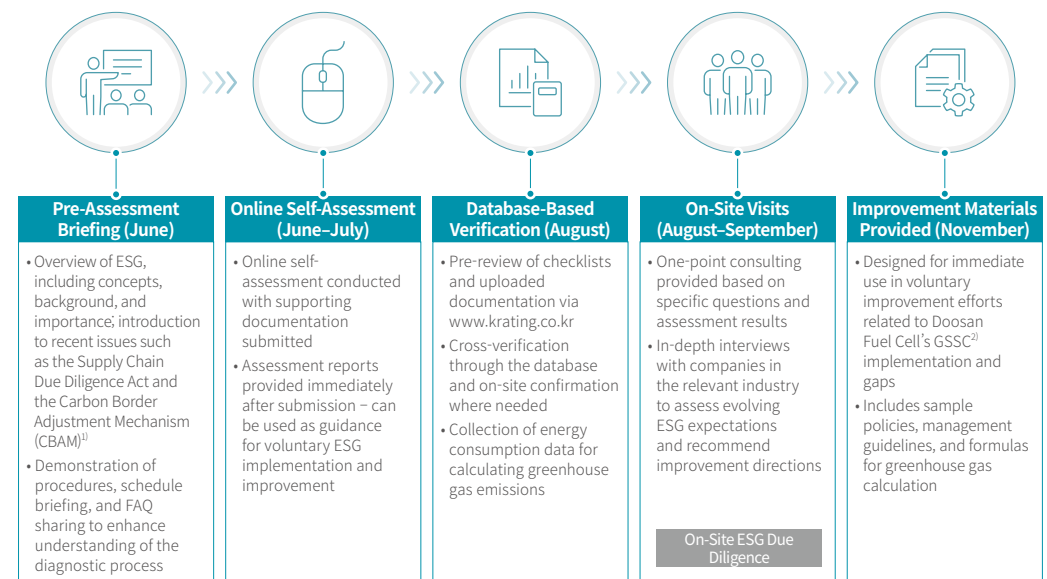 Pre-Assessment
Briefing (June)
• Overview of ESG,
including concepts,
background, and
importance; introduction
to recent issues such
as the Supply Chain
Due Diligence Act and
the Carbon Border
Adjustment Mechanism
(CBAM)1)
• Demonstration of
procedures, schedule
briefing, and FAQ
sharing to enhance
understanding of the
diagnostic process
Online Self-Assessment
(June–July)
• Online self-
assessment conducted
with supporting
documentation
submitted
• Assessment reports
provided immediately
after submission – can
be used as guidance
for voluntary ESG
implementation and
improvement
Database-Based
Verification (August)
• Pre-review of checklists
and uploaded
documentation via
www.krating.co.kr
• Cross-verification
through the database
and on-site confirmation
where needed
• Collection of energy
consumption data for
calculating greenhouse
gas emissions
On-Site Visits
(August–September)
• One-point consulting
provided based on
specific questions and
assessment results
• In-depth interviews
with companies in
the relevant industry
to assess evolving
ESG expectations
and recommend
improvement directions
On-Site ESG Due
Diligence
Improvement Materials
Provided (November)
• Designed for immediate
use in voluntary
improvement efforts
related to Doosan
Fuel Cell's GSSC2)
implementation and
gaps
• Includes sample
policies, management
guidelines, and formulas
for greenhouse gas
calculation